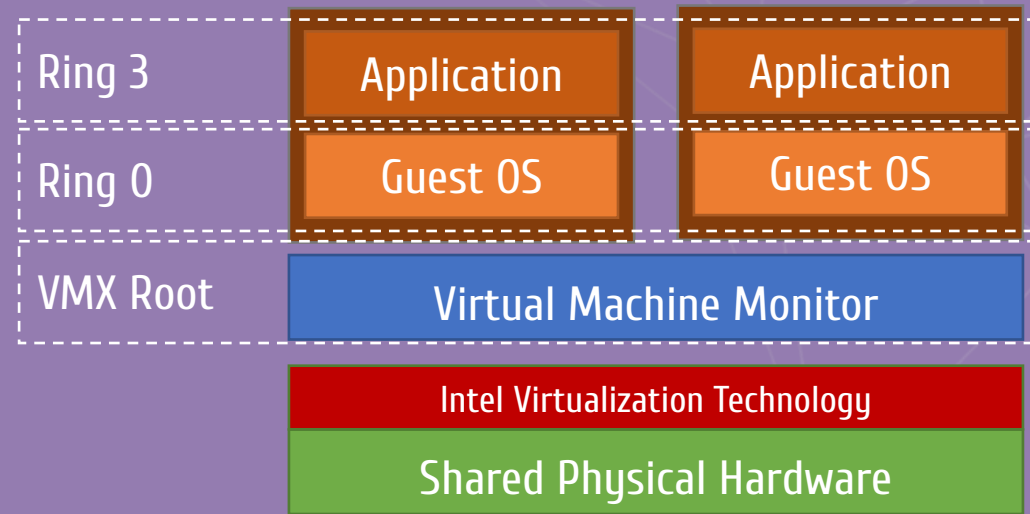 Ring 3
Application
Application
Ring 0
Guest OS
Guest OS
VMX Root
Virtual Machine Monitor
Intel Virtualization Technology
Shared Physical Hardware